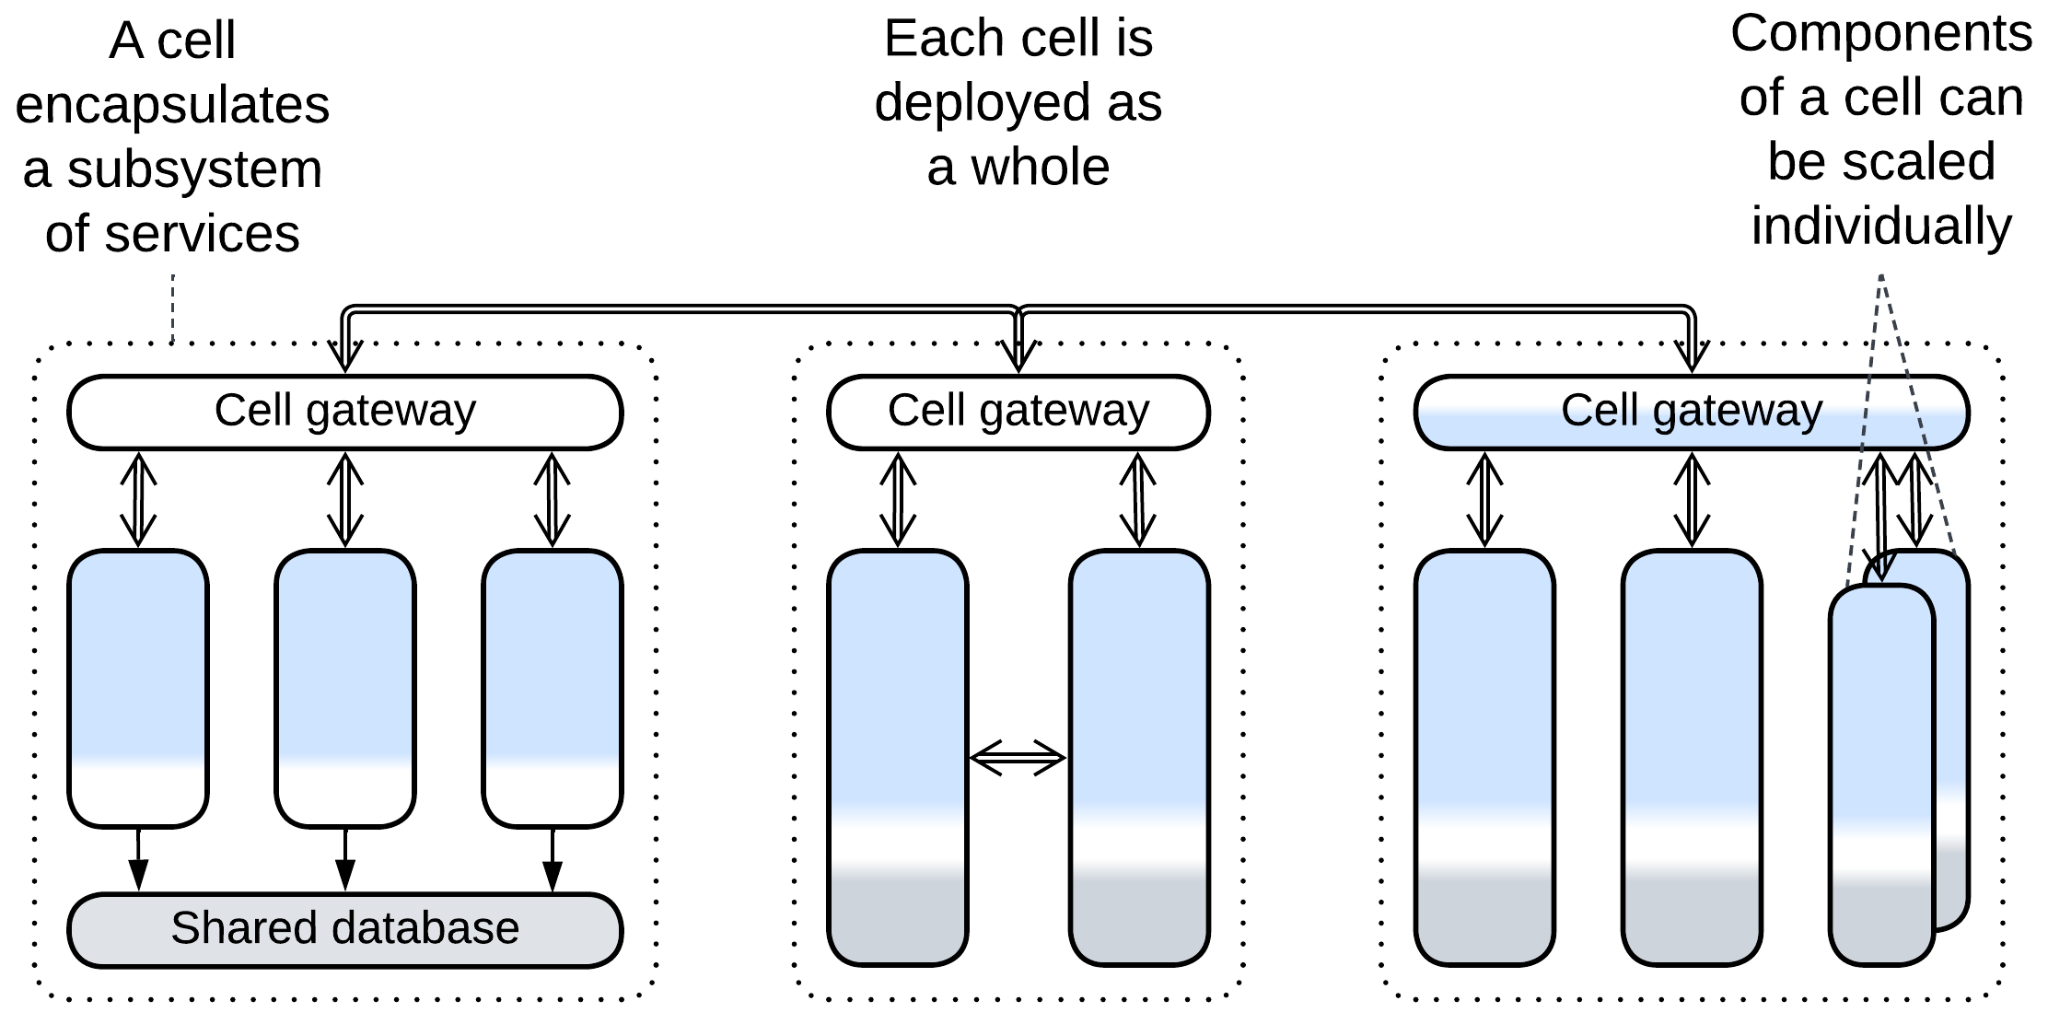 A cell
encapsulates
a subsystem
of services
Each cell is
deployed as
a whole
Components
of a cell can
be scaled
individually
Cell gateway
Cell gateway
Cell gateway
Shared database